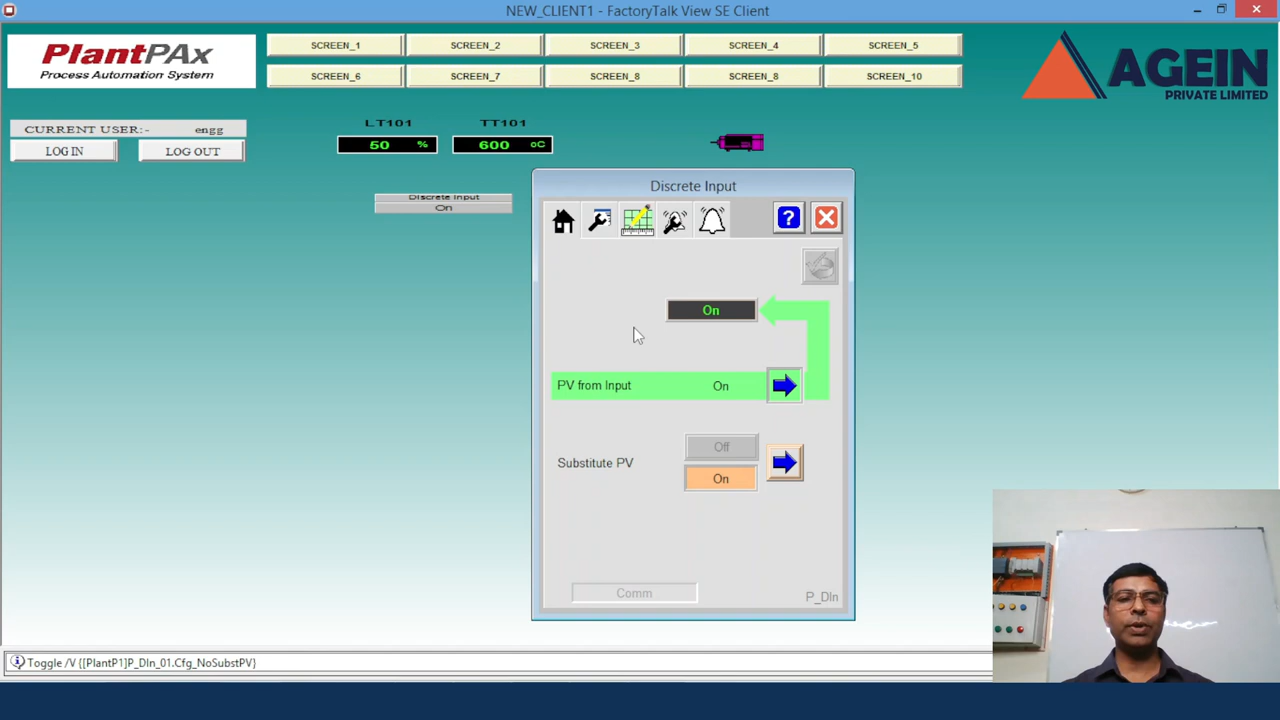 NEW_CLIENT1 - FactoryTalk View SE Client
PlantPAx
Process Automation System
SCREEN_1
SCREEN_2
SCREEN_3
SCREEN_4
SCREEN_5
SCREEN_6
SCREEN_7
SCREEN_8
SCREEN_8
SCREEN_10
AGEIN
PRIVATE LIMITED
CURRENT USER:- engg
LOG IN
LOG OUT
LT101
50 %
TT101
600 oC
Discrete Input
On
Discrete Input
?
On
PV from Input On
Substitute PV
Off
On
Comm
P_DIn
Toggle /V {[PlantP1]P_DIn_01.Cfg_NoSubstPV}